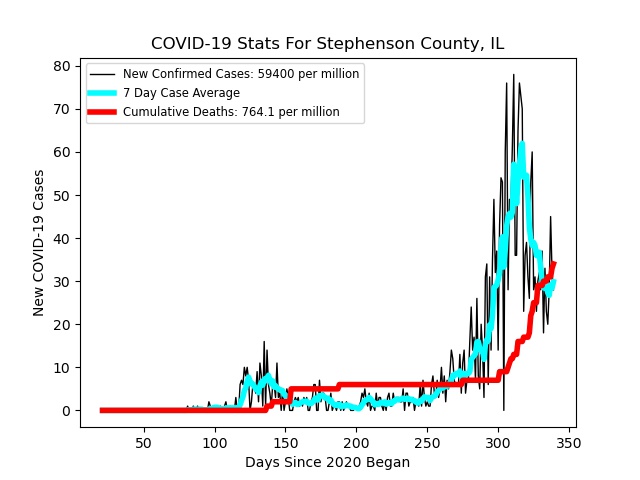 COVID-19 Stats For Stephenson County, IL
New Confirmed Cases: 59400 per million
7 Day Case Average
Cumulative Deaths: 764.1 per million
New COVID-19 Cases
80
70
60
50
40
30
20
10
0
50 100 150 200 250 300 350
Days Since 2020 Began